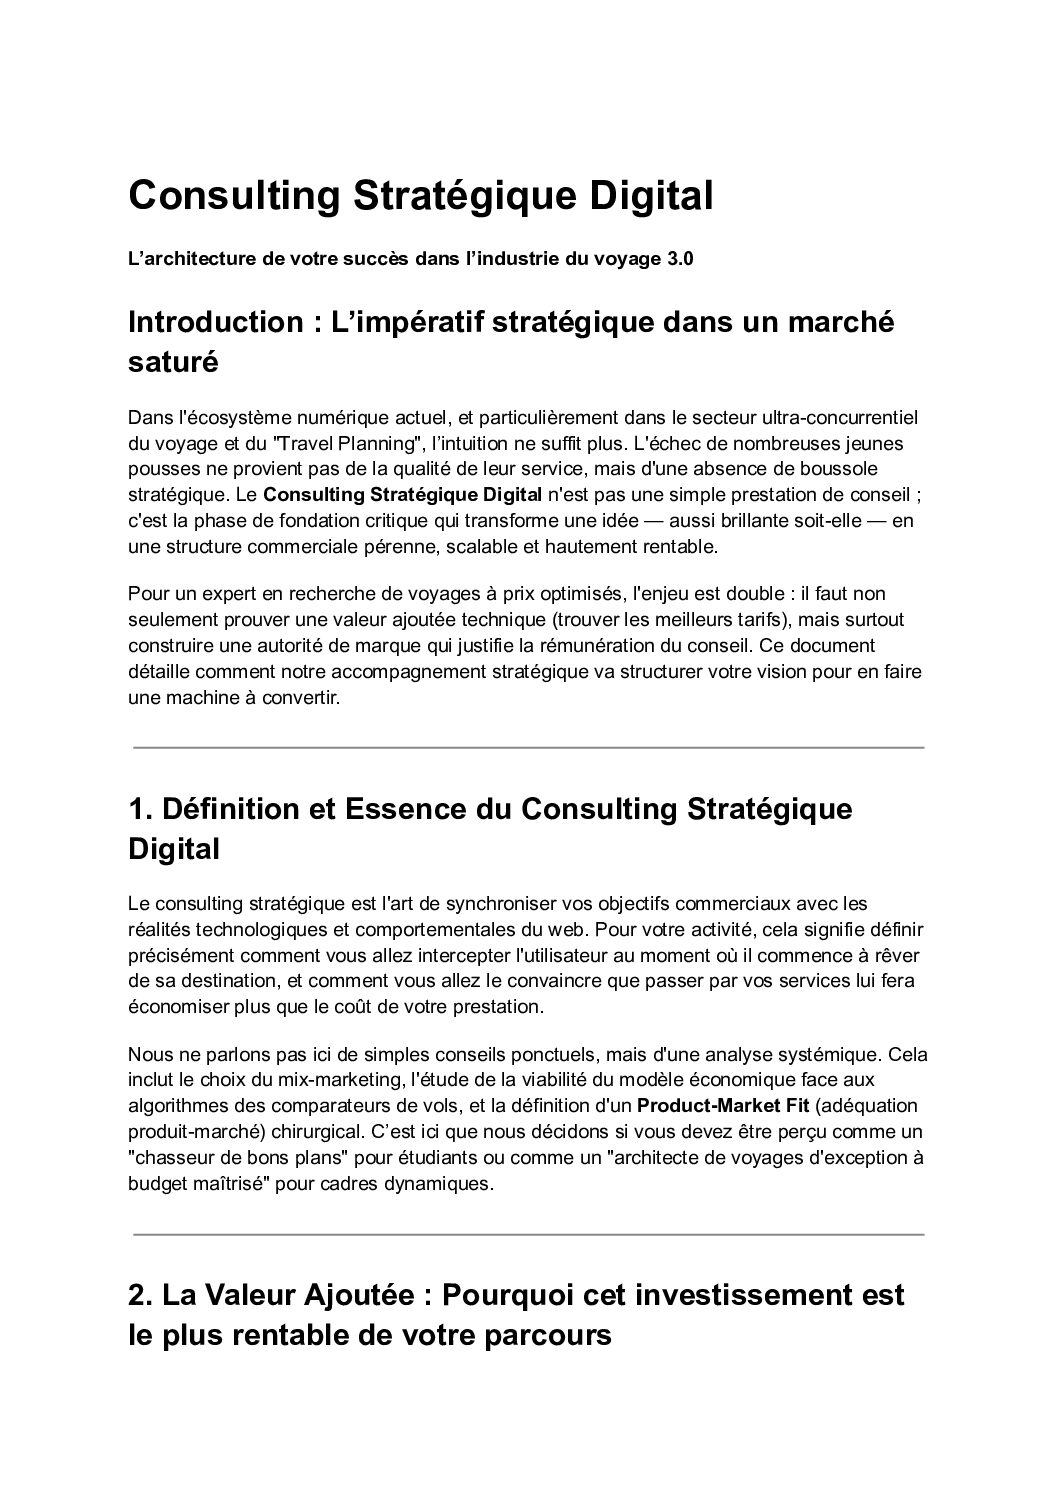 Consulting Stratégique Digital
L’architecture de votre succès dans l’industrie du voyage 3.0
Introduction : L’impératif stratégique dans un marché
saturé
Dans l'écosystème numérique actuel, et particulièrement dans le secteur ultra-concurrentiel
du voyage et du "Travel Planning", l’intuition ne suffit plus. L'échec de nombreuses jeunes
pousses ne provient pas de la qualité de leur service, mais d'une absence de boussole
stratégique. Le Consulting Stratégique Digital n'est pas une simple prestation de conseil ;
c'est la phase de fondation critique qui transforme une idée — aussi brillante soit-elle — en
une structure commerciale pérenne, scalable et hautement rentable.
Pour un expert en recherche de voyages à prix optimisés, l'enjeu est double : il faut non
seulement prouver une valeur ajoutée technique (trouver les meilleurs tarifs), mais surtout
construire une autorité de marque qui justifie la rémunération du conseil. Ce document
détaille comment notre accompagnement stratégique va structurer votre vision pour en faire
une machine à convertir.
1. Définition et Essence du Consulting Stratégique
Digital
Le consulting stratégique est l'art de synchroniser vos objectifs commerciaux avec les
réalités technologiques et comportementales du web. Pour votre activité, cela signifie définir
précisément comment vous allez intercepter l'utilisateur au moment où il commence à rêver
de sa destination, et comment vous allez le convaincre que passer par vos services lui fera
économiser plus que le coût de votre prestation.
Nous ne parlons pas ici de simples conseils ponctuels, mais d'une analyse systémique. Cela
inclut le choix du mix-marketing, l'étude de la viabilité du modèle économique face aux
algorithmes des comparateurs de vols, et la définition d'un Product-Market Fit (adéquation
produit-marché) chirurgical. C’est ici que nous décidons si vous devez être perçu comme un
"chasseur de bons plans" pour étudiants ou comme un "architecte de voyages d'exception à
budget maîtrisé" pour cadres dynamiques.
2. La Valeur Ajoutée : Pourquoi cet investissement est
le plus rentable de votre parcours